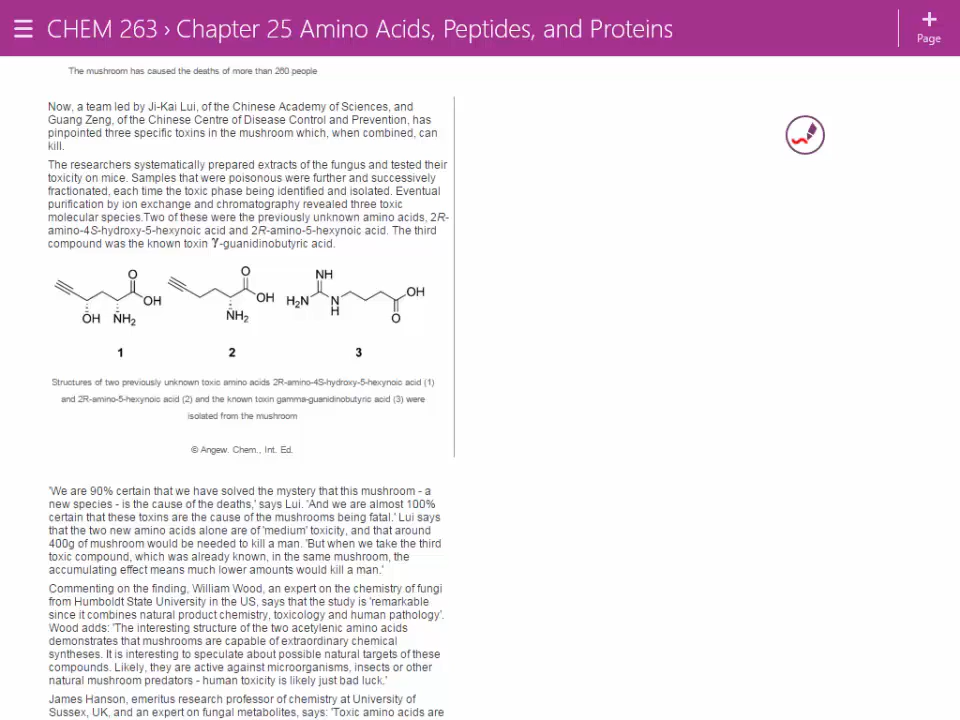 CHEM 263 › Chapter 25 Amino Acids, Peptides, and Proteins
+
Page
The mushroom has caused the deaths of more than 260 people
Now, a team led by Ji-Kai Lui, of the Chinese Academy of Sciences, and
Guang Zeng, of the Chinese Centre of Disease Control and Prevention, has
pinpointed three specific toxins in the mushroom which, when combined, can
kill.
The researchers systematically prepared extracts of the fungus and tested their
toxicity on mice. Samples that were poisonous were further and successively
fractionated, each time the toxic phase being identified and isolated. Eventual
purification by ion exchange and chromatography revealed three toxic
molecular species.Two of these were the previously unknown amino acids, 2R-
amino-4S-hydroxy-5-hexynoic acid and 2R-amino-5-hexynoic acid. The third
compound was the known toxin γ-guanidinobutyric acid.
O
OH
OH NH2
O
OH
NH2
NH
H2N
N
H
OH
O
1 2 3
Structures of two previously unknown toxic amino acids 2R-amino-4S-hydroxy-5-hexynoic acid (1)
and 2R-amino-5-hexynoic acid (2) and the known toxin gamma-guanidinobutyric acid (3) were
isolated from the mushroom
© Angew. Chem., Int. Ed.
'We are 90% certain that we have solved the mystery that this mushroom - a
new species - is the cause of the deaths,' says Lui. 'And we are almost 100%
certain that these toxins are the cause of the mushrooms being fatal.' Lui says
that the two new amino acids alone are of 'medium' toxicity, and that around
400g of mushroom would be needed to kill a man. 'But when we take the third
toxic compound, which was already known, in the same mushroom, the
accumulating effect means much lower amounts would kill a man.'
Commenting on the finding, William Wood, an expert on the chemistry of fungi
from Humboldt State University in the US, says that the study is 'remarkable
since it combines natural product chemistry, toxicology and human pathology'.
Wood adds: 'The interesting structure of the two acetylenic amino acids
demonstrates that mushrooms are capable of extraordinary chemical
syntheses. It is interesting to speculate about possible natural targets of these
compounds. Likely, they are active against microorganisms, insects or other
natural mushroom predators - human toxicity is likely just bad luck.'
James Hanson, emeritus research professor of chemistry at University of
Sussex, UK, and an expert on fungal metabolites, says: 'Toxic amino acids are